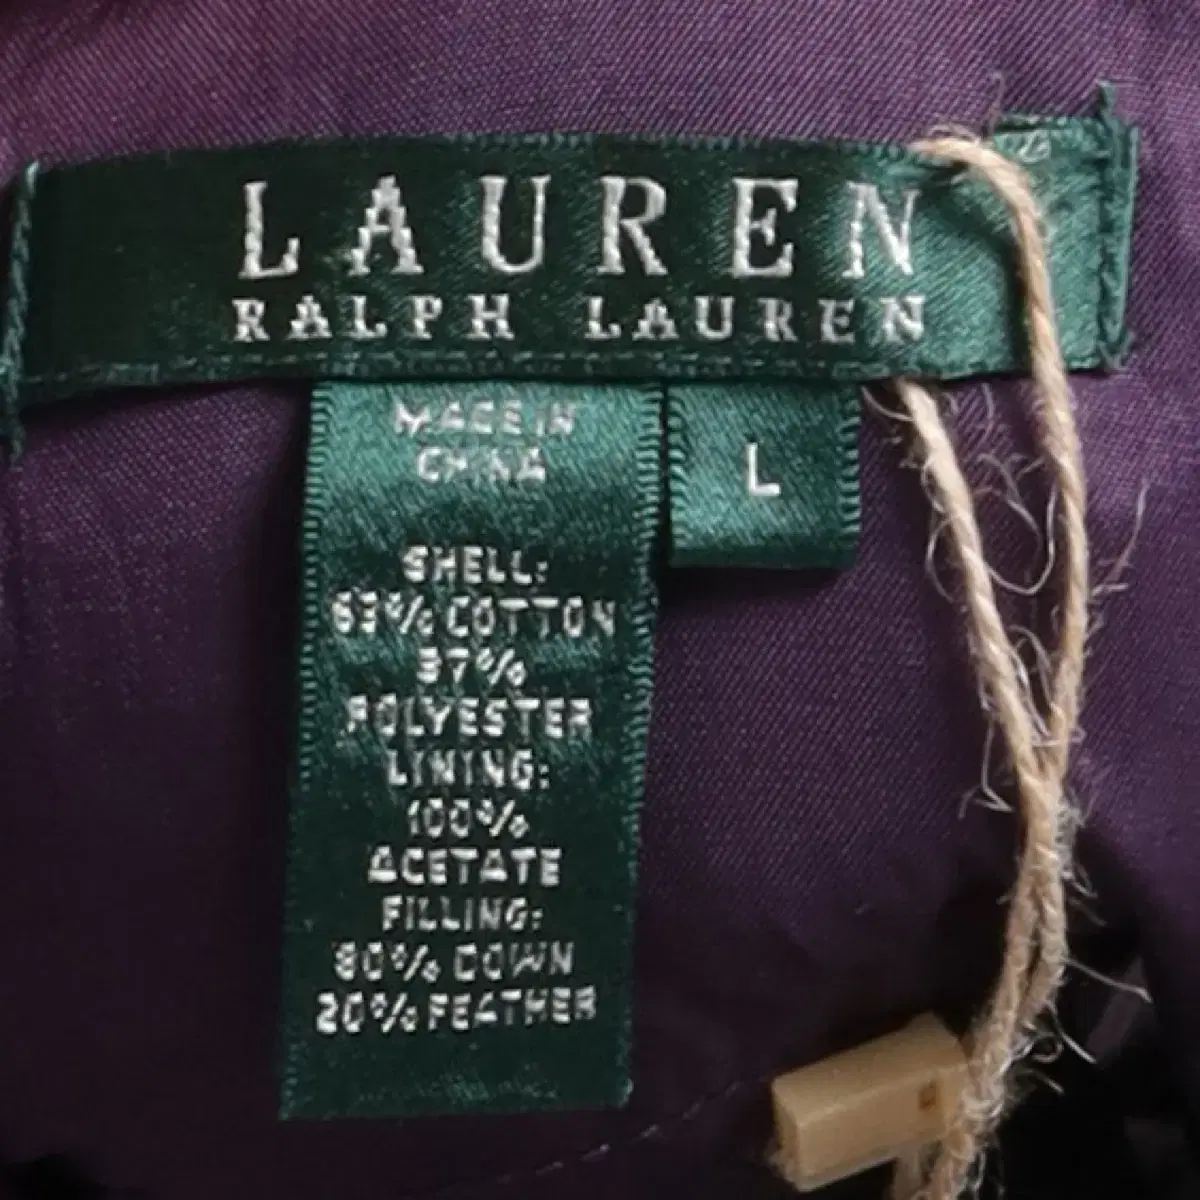 LAUREN
RALPH LAUREN
MADE IN
CHINA
L
SHELL:
63% COTTON
37%
POLYESTER
LINING:
100%
ACETATE
FILLING:
80% DOWN
20% FEATHER